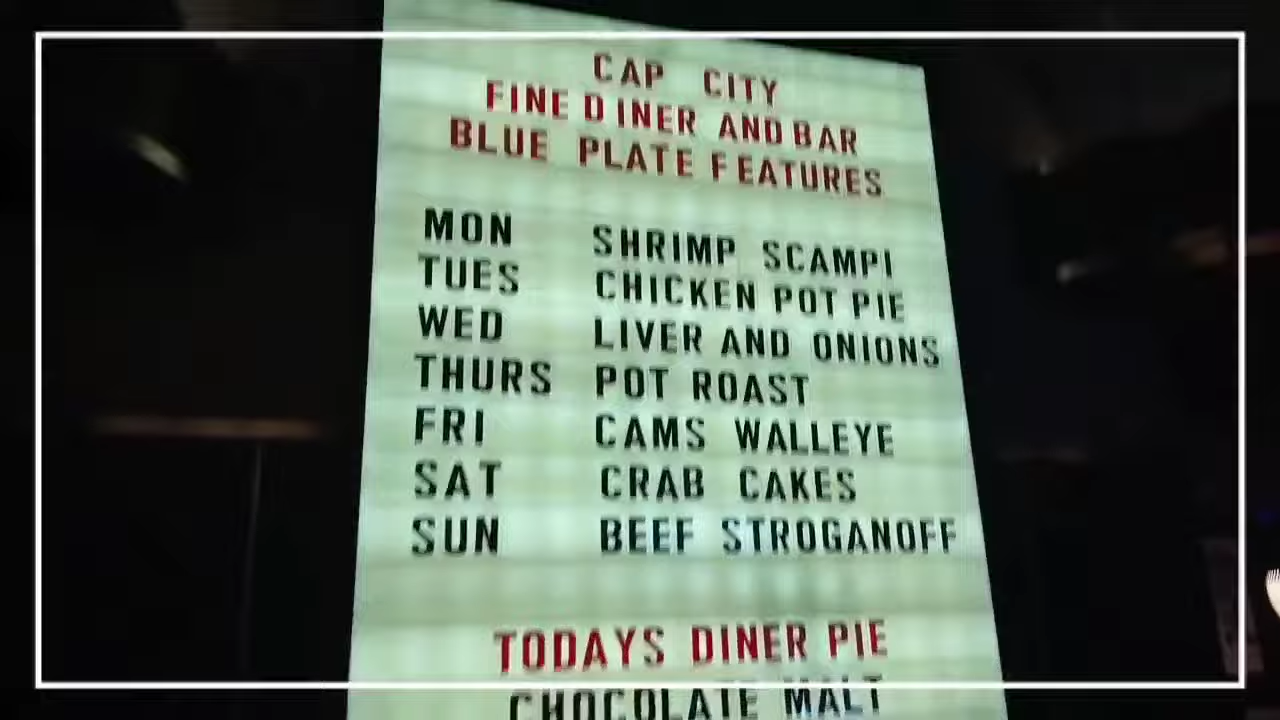 CAP CITY
FINE DINER AND BAR
BLUE PLATE FEATURES
MON SHRIMP SCAMPI
TUES CHICKEN POT PIE
WED LIVER AND ONIONS
THURS POT ROAST
FRI CAMS WALLEYE
SAT CRAB CAKES
SUN BEEF STROGANOFF
TODAYS DINER PIE
CHOCOLATE MALT